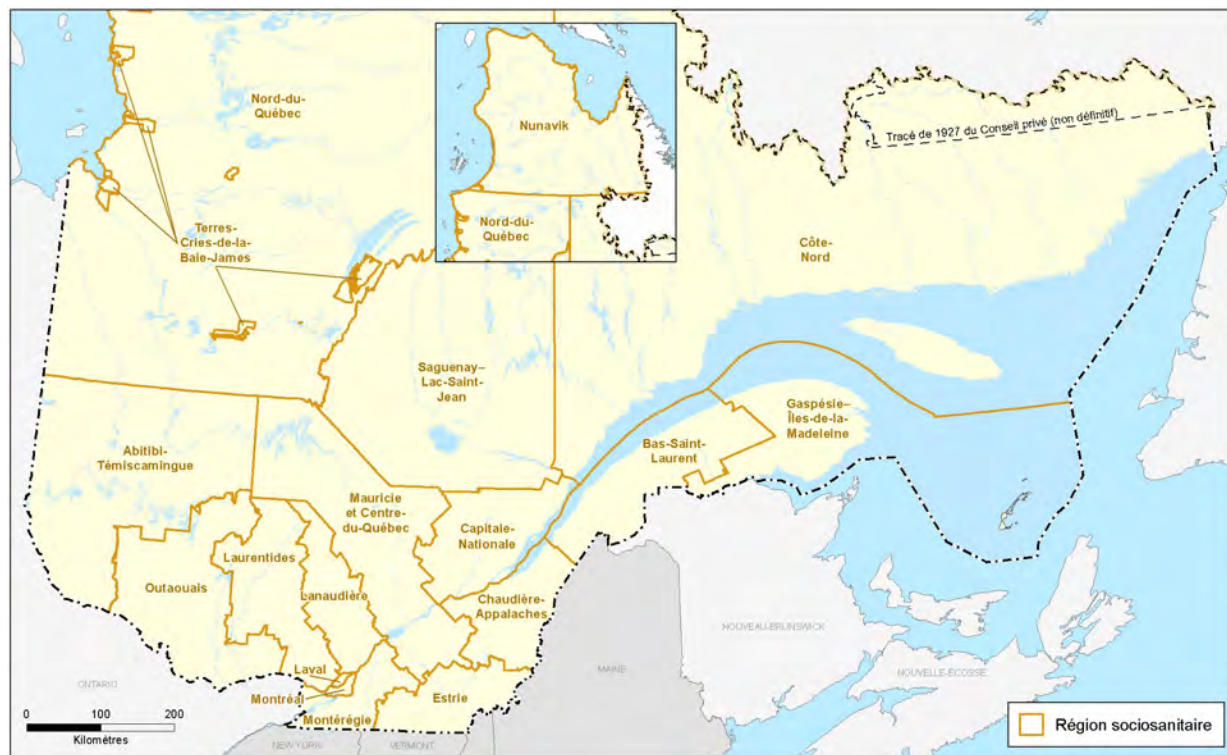 Nord-du-
Québec
Nunavik
Nord-du-
Québec
Tracé de 1927 du Conseil privé (non définitif)
Terres-
Cries-de-la-
Baie-James
Côte-
Nord
Saguenay–
Lac-Saint-
Jean
Gaspésie–
Îles-de-la-
Madeleine
Bas-Saint-
Laurent
Abitibi-
Témiscamingue
Mauricie
et Centre-
du-Québec
Capitale-
Nationale
Laurentides
Outaouais
Lanaudière
Chaudière-
Appalaches
Laval
Montréal
Montérégie
Estrie
NOUVEAU-BRUNSWICK
MAINE
NOUVELLE-ÉCOSSE
ONTARIO
NEW YORK
VERMONT
0 100 200
Kilomètres
Région sociosanitaire